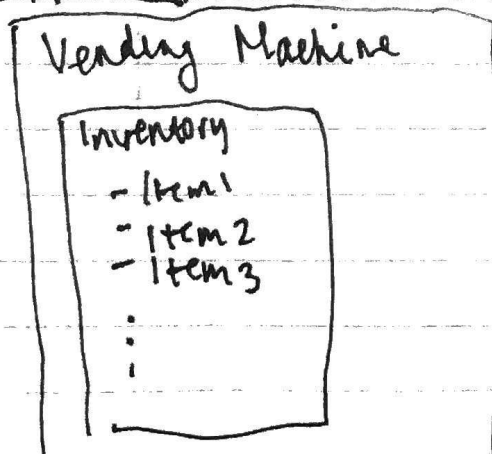 Vending Machine
Inventory
- Item1
- Item2
- Item3